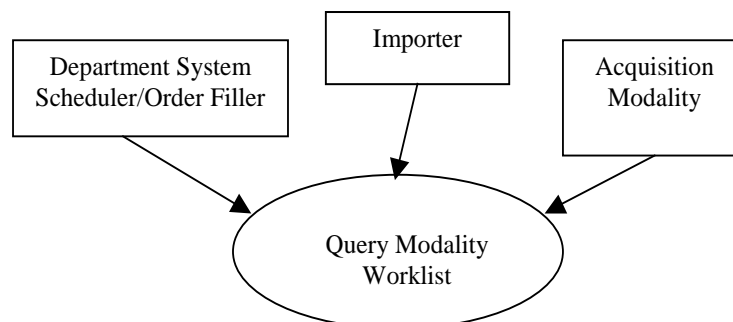 Department System
Scheduler/Order Filler
Importer
Acquisition
Modality
Query Modality
Worklist